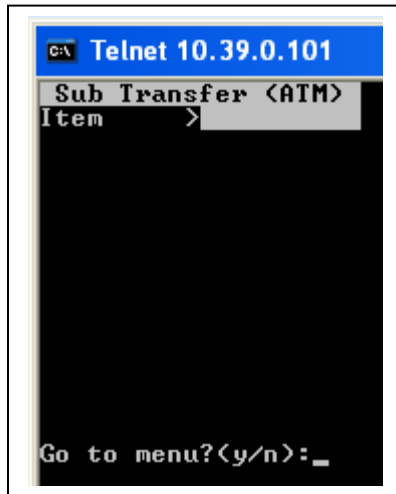 Telnet 10.39.0.101
Sub Transfer (ATM)
Item >
Go to menu?(y/n):_